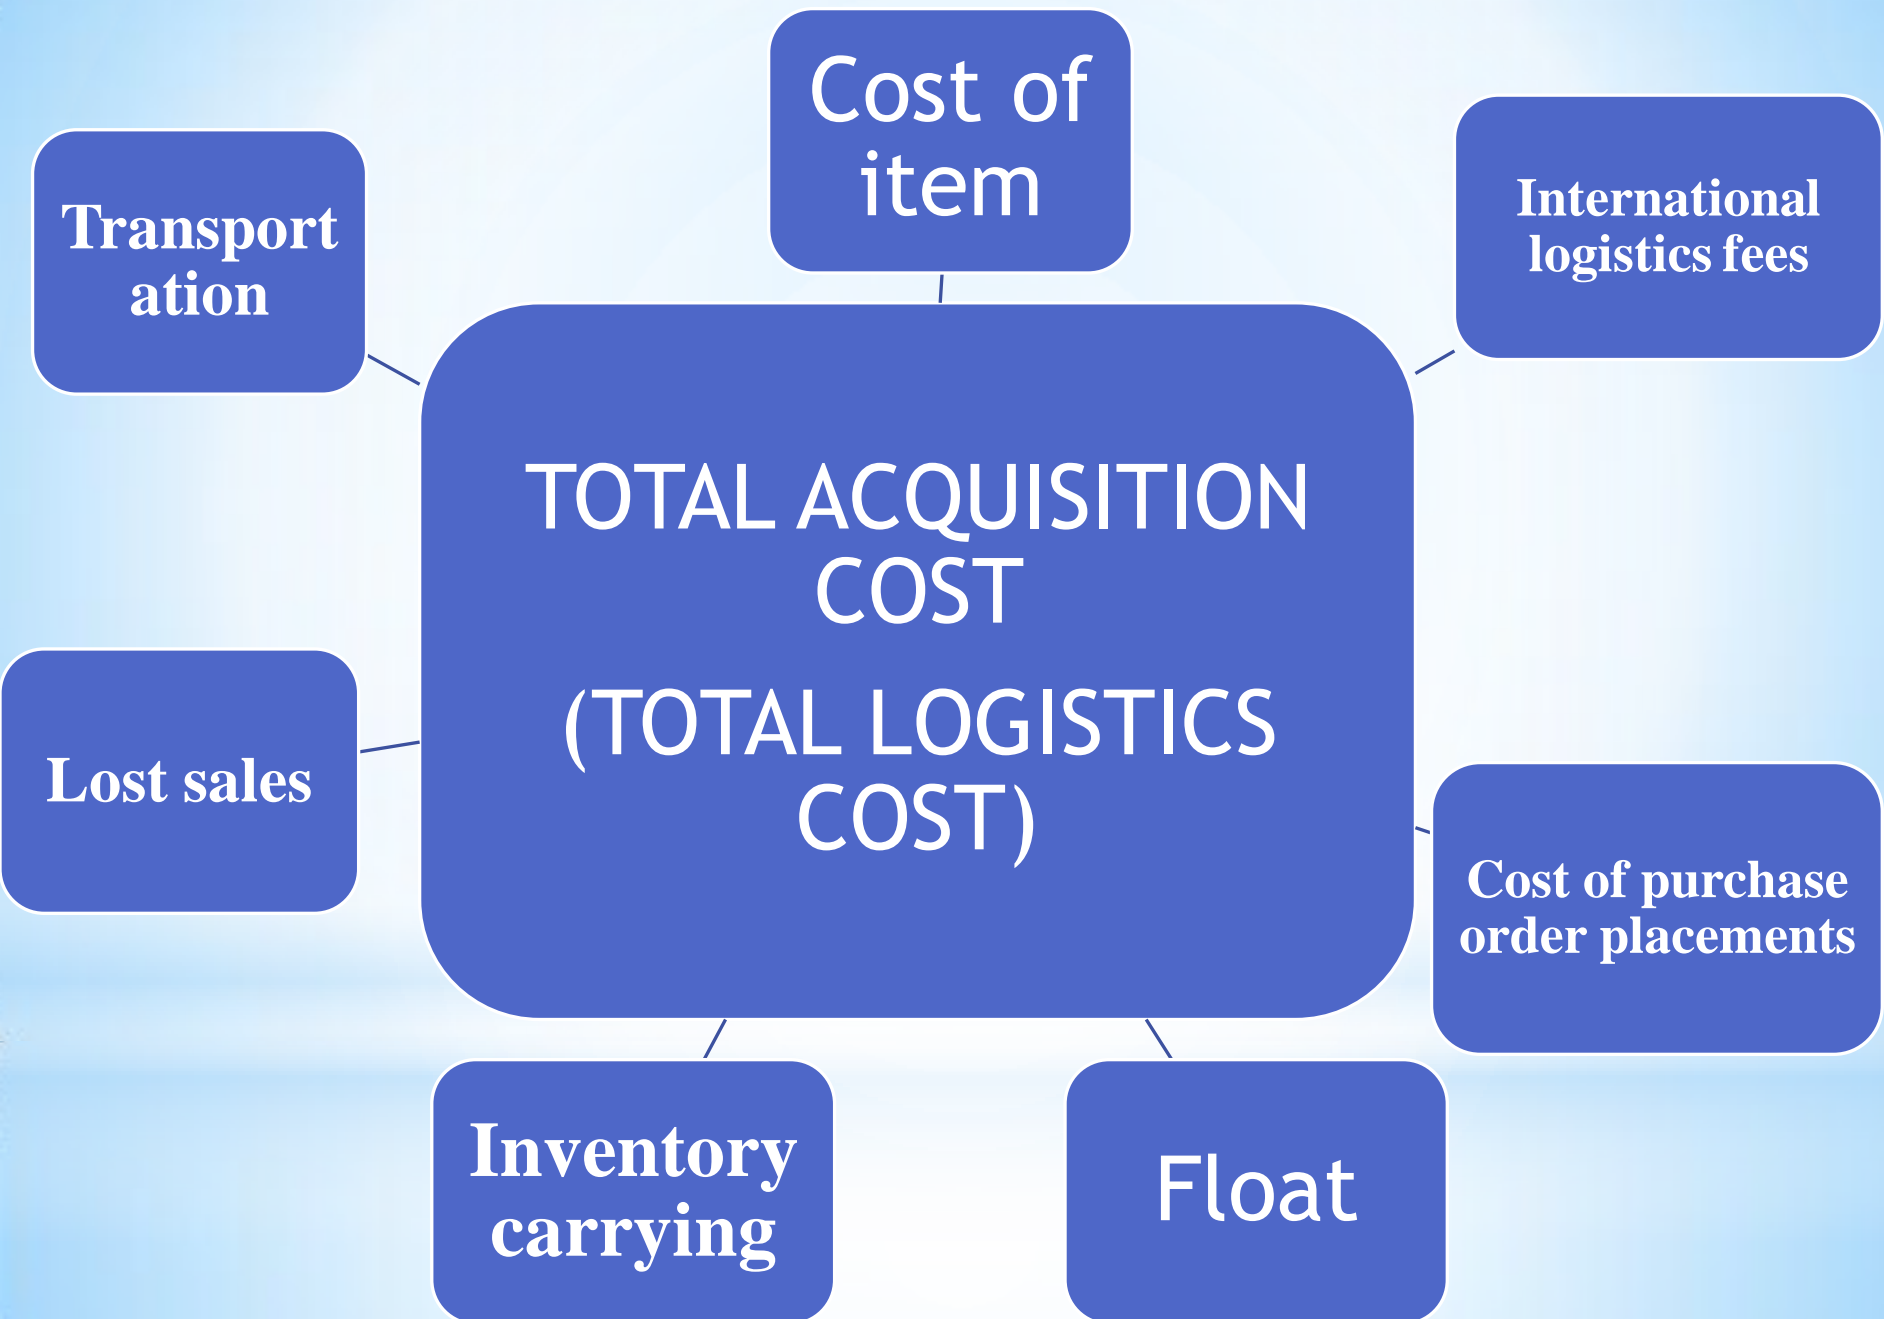 Cost of
item
International
logistics fees
Transport
ation
TOTAL ACQUISITION
COST
(TOTAL LOGISTICS
COST)
Lost sales
Cost of purchase
order placements
Inventory
carrying
Float